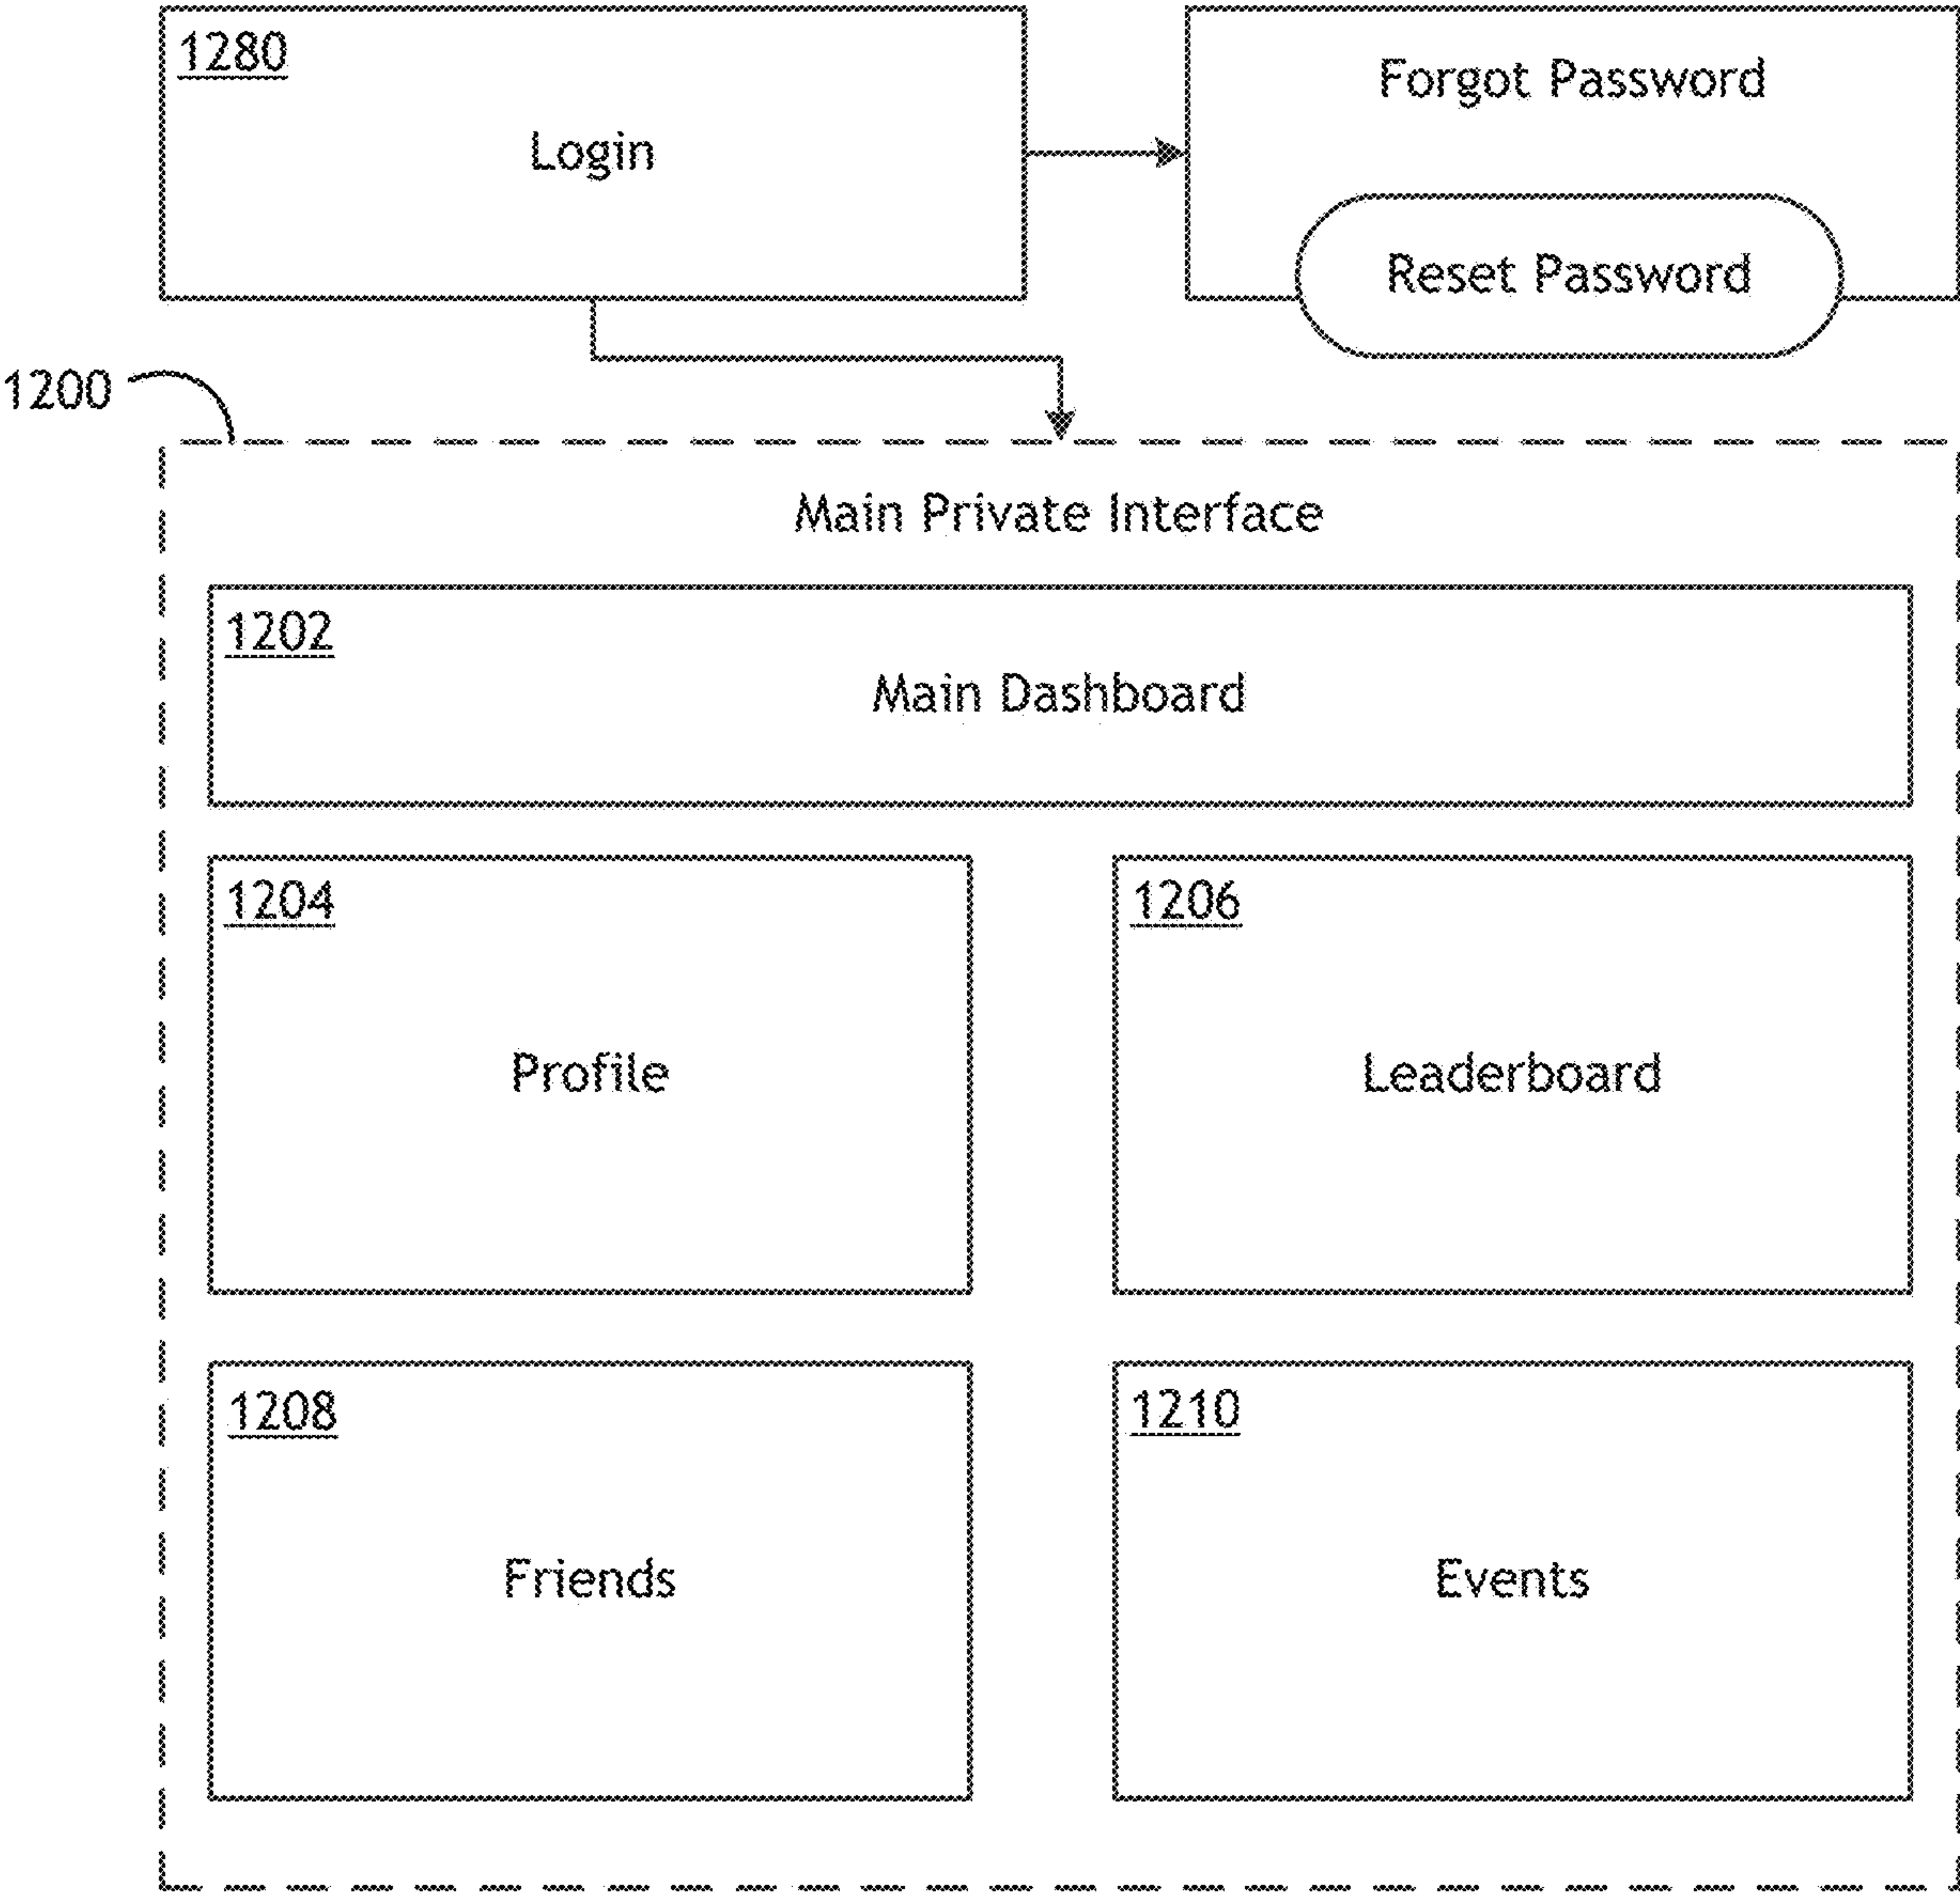 1280
Login
Forgot Password
Reset Password
1200
Main Private Interface
1202
Main Dashboard
1204
Profile
1206
Leaderboard
1208
Friends
1210
Events